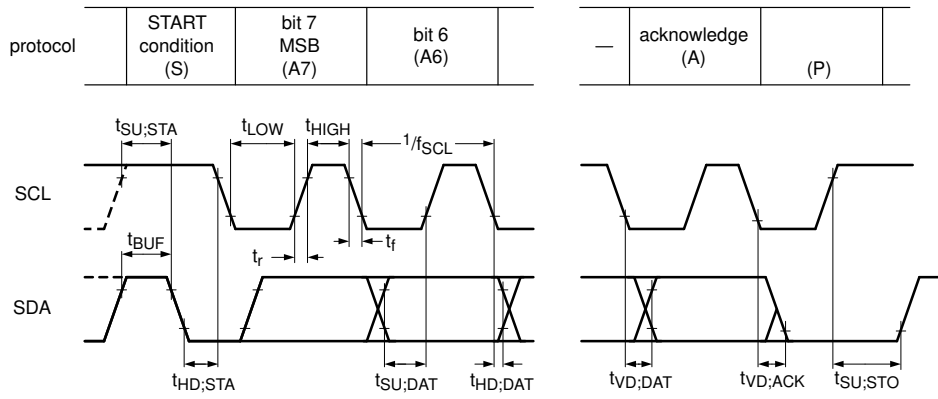 protocol
START
condition
(S)
bit 7
MSB
(A7)
bit 6
(A6)
—
acknowledge
(A)
(P)
tSU;STA
tLOW
tHIGH
1/fSCL
SCL
tBUF
tr
tf
SDA
tHD;STA
tSU;DAT
tHD;DAT
tVD;DAT
tVD;ACK
tSU;STO